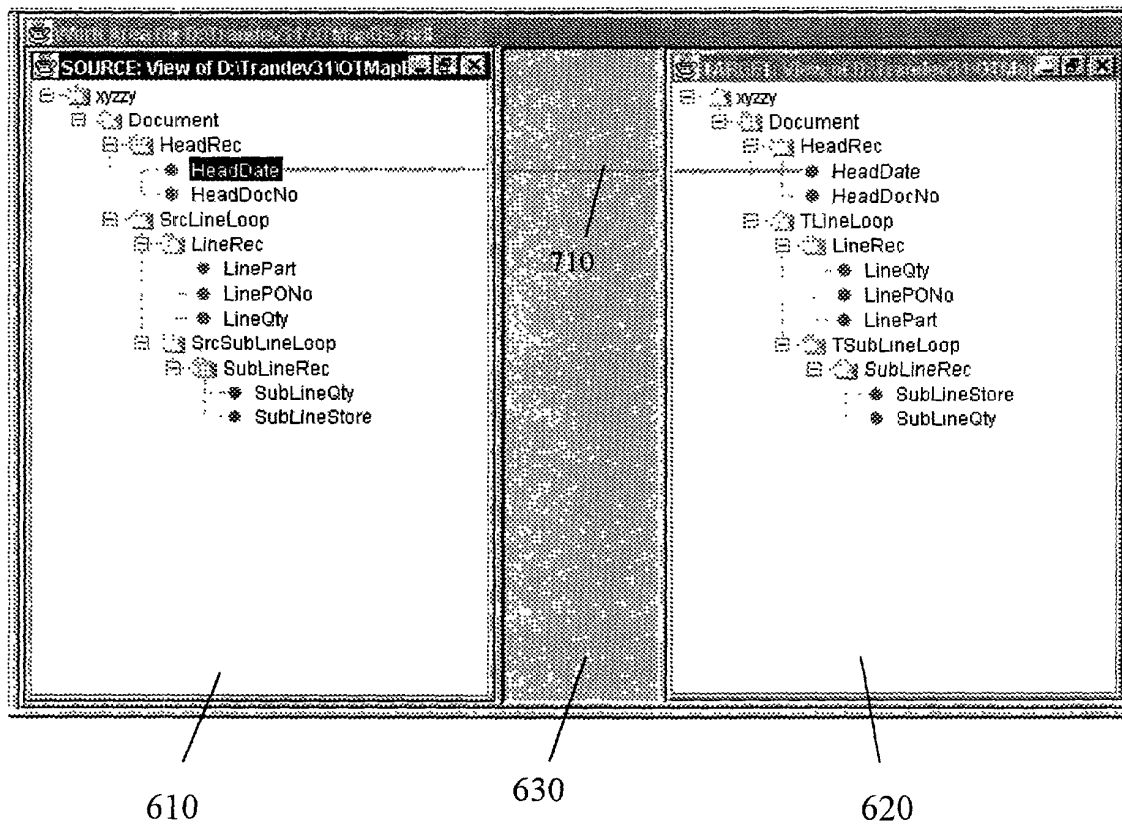 SOURCE: View of D:\Trandev31\OTMapI
xyzzy
Document
HeadRec
HeadDate
HeadDocNo
SrcLineLoop
LineRec
LinePart
LinePONo
LineQty
SrcSubLineLoop
SubLineRec
SubLineQty
SubLineStore
710
xyzzy
Document
HeadRec
HeadDate
HeadDocNo
TLineLoop
LineRec
LineQty
LinePONo
LinePart
TSubLineLoop
SubLineRec
SubLineStore
SubLineQty
610
630
620